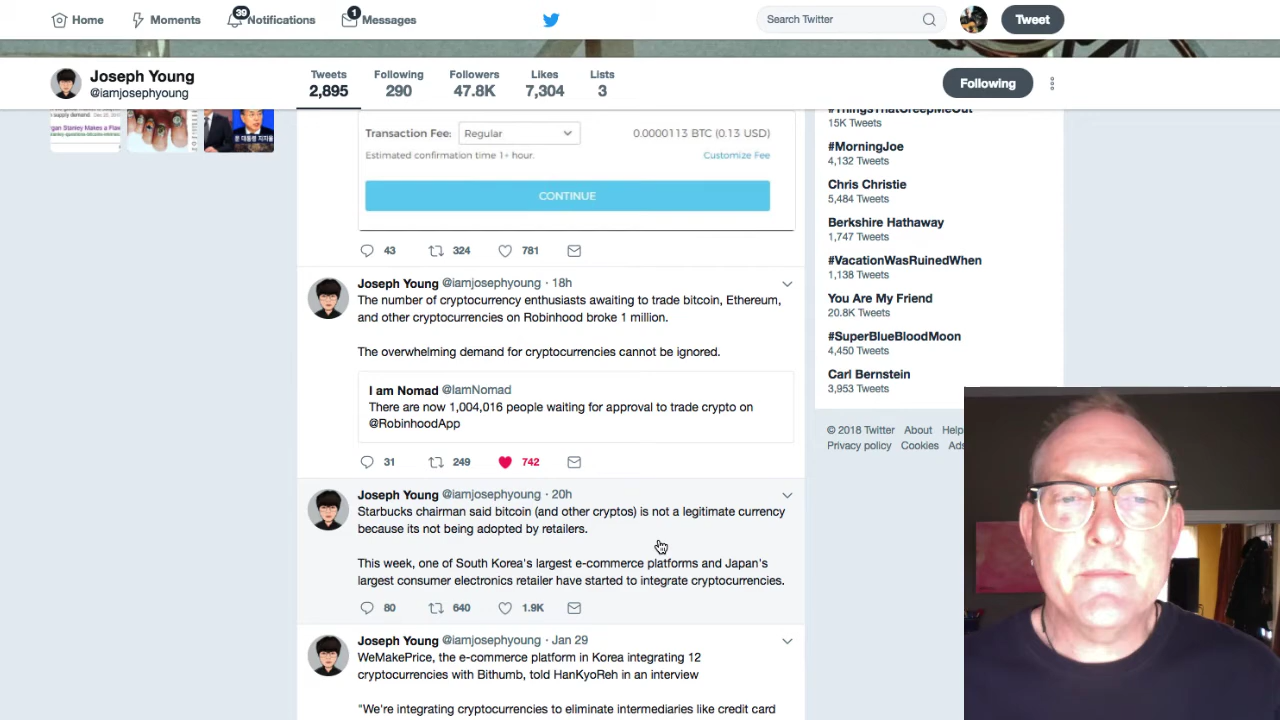 Home
Moments
39
Notifications
1
Messages
Search Twitter
Tweet
Joseph Young
@iamjosephyoung
Tweets
2,895
Following
290
Followers
47.8K
Likes
7,304
Lists
3
Following
Transaction Fee:
Regular
0.0000113 BTC (0.13 USD)
Estimated confirmation time 1+ hour.
Customize Fee
CONTINUE
43
324
781
Joseph Young @iamjosephyoung · 18h
The number of cryptocurrency enthusiasts awaiting to trade bitcoin, Ethereum,
and other cryptocurrencies on Robinhood broke 1 million.
The overwhelming demand for cryptocurrencies cannot be ignored.
I am Nomad @IamNomad
There are now 1,004,016 people waiting for approval to trade crypto on
@RobinhoodApp
31
249
742
Joseph Young @iamjosephyoung · 20h
Starbucks chairman said bitcoin (and other cryptos) is not a legitimate currency
because its not being adopted by retailers.
This week, one of South Korea's largest e-commerce platforms and Japan's
largest consumer electronics retailer have started to integrate cryptocurrencies.
80
640
1.9K
Joseph Young @iamjosephyoung · Jan 29
WeMakePrice, the e-commerce platform in Korea integrating 12
cryptocurrencies with Bithumb, told HanKyoReh in an interview
"We're integrating cryptocurrencies to eliminate intermediaries like credit card
#ThingsThatCreepMeOut
15K Tweets
#MorningJoe
4,132 Tweets
Chris Christie
5,484 Tweets
Berkshire Hathaway
1,747 Tweets
#VacationWasRuinedWhen
1,138 Tweets
You Are My Friend
20.8K Tweets
#SuperBlueBloodMoon
4,450 Tweets
Carl Bernstein
3,953 Tweets
© 2018 Twitter About Help
Privacy policy Cookies Ads